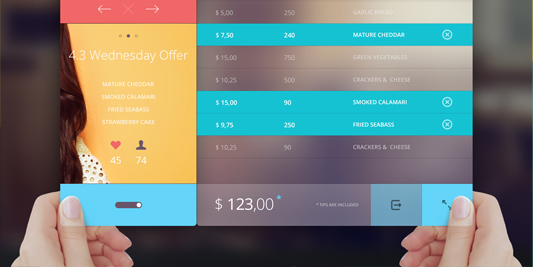 $ 5,00 250 GARLIC BREAD
$ 7,50 240 MATURE CHEDDAR
$ 15,00 750 GREEN VEGETABLES
$ 10,25 500 CRACKERS & CHEESE
$ 15,00 90 SMOKED CALAMARI
$ 9,75 250 FRIED SEABASS
$ 10,25 90 CRACKERS & CHEESE
4.3 Wednesday Offer
MATURE CHEDDAR
SMOKED CALAMARI
FRIED SEABASS
STRAWBERRY CAKE
45 74
$ 123,00 *
* TIPS ARE INCLUDED